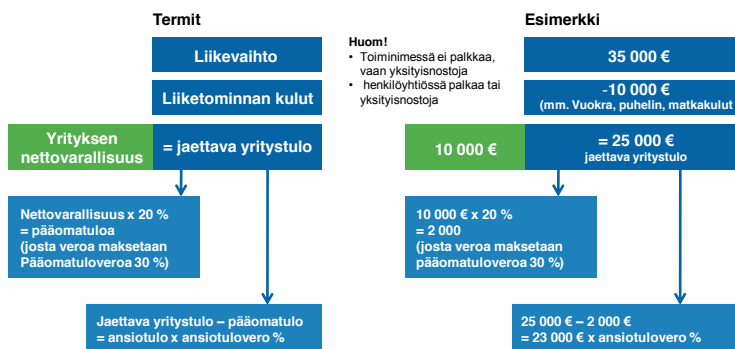 Termit
Liikevaihto
Liiketominnan kulut
Yrityksen
nettovarallisuus
= jaettava yritystulo
Nettovarallisuus x 20 %
= pääomatuloa
(josta veroa maksetaan
Pääomatuloveroa 30 %)
Jaettava yritystulo – pääomatulo
= ansiotulo x ansiotulovero %
Huom!
• Toiminimessä ei palkkaa,
vaan yksityisnostoja
• henkilöyhtiössä palkaa tai
yksityisnostoja
Esimerkki
35 000 €
-10 000 €
(mm. Vuokra, puhelin, matkakulut
10 000 €
= 25 000 €
jaettava yritystulo
10 000 € x 20 %
= 2 000
(josta veroa maksetaan
pääomatuloveroa 30 %)
25 000 € – 2 000 €
= 23 000 € x ansiotulovero %